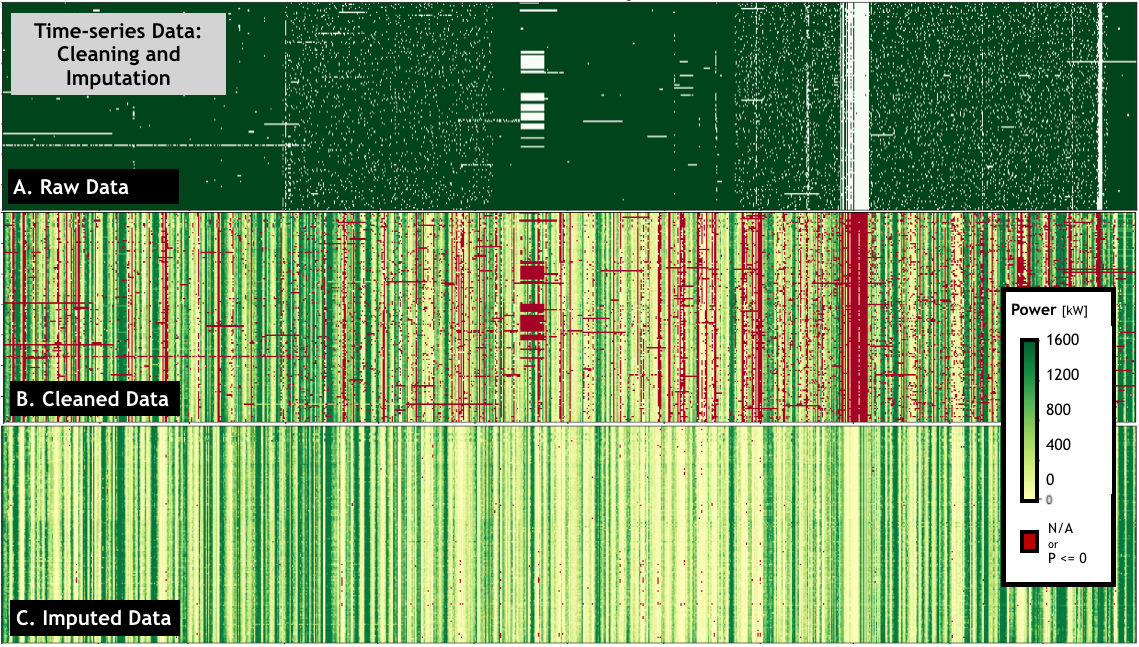 Time-series Data:
Cleaning and
Imputation
A. Raw Data
B. Cleaned Data
Power [kW]
1600
1200
800
400
0
0
N/A
or
P <= 0
C. Imputed Data